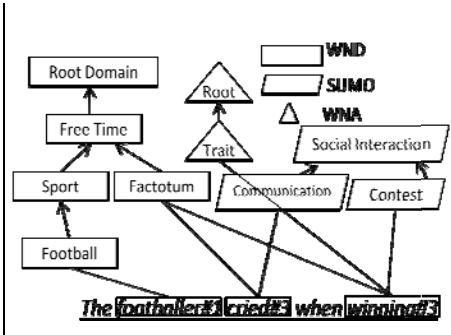 WND
Root Domain
Root
SUMO
WNA
Free Time
Trait
Social Interaction
Sport
Factotum
Communication
Contest
Football
The footballer#1 cried#3 when winning#3